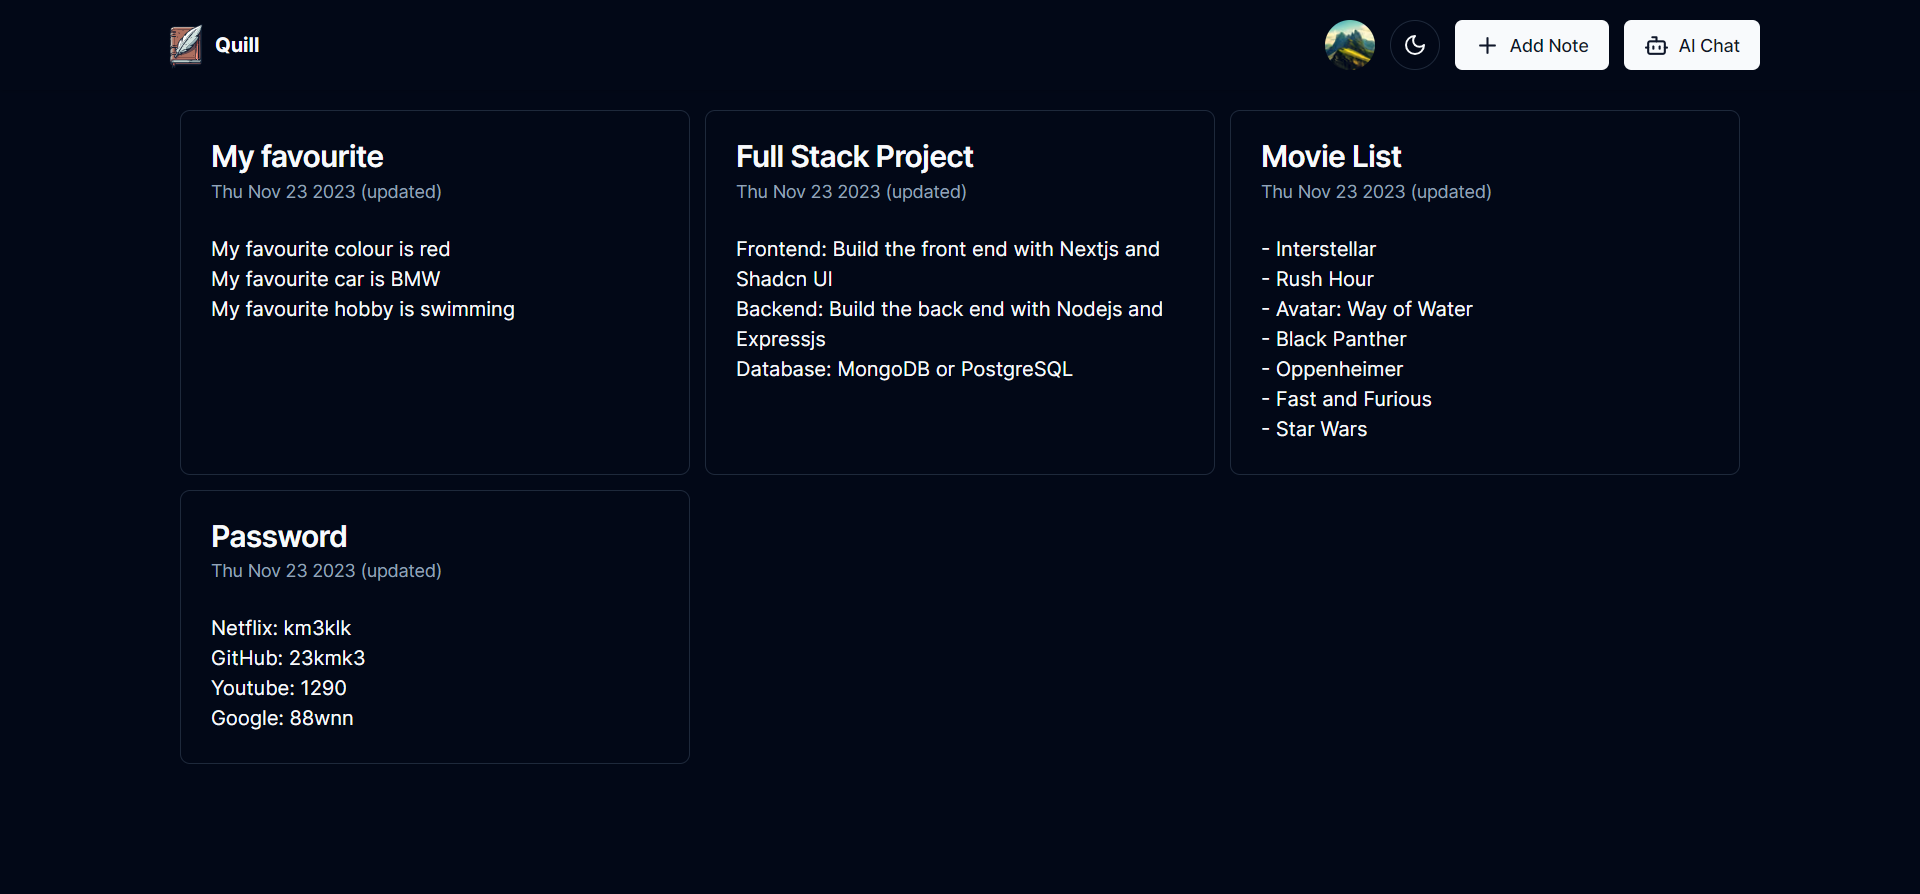 Quill
Add Note
AI Chat
My favourite
Thu Nov 23 2023 (updated)
My favourite colour is red
My favourite car is BMW
My favourite hobby is swimming
Full Stack Project
Thu Nov 23 2023 (updated)
Frontend: Build the front end with Nextjs and
Shadcn UI
Backend: Build the back end with Nodejs and
Expressjs
Database: MongoDB or PostgreSQL
Movie List
Thu Nov 23 2023 (updated)
- Interstellar
- Rush Hour
- Avatar: Way of Water
- Black Panther
- Oppenheimer
- Fast and Furious
- Star Wars
Password
Thu Nov 23 2023 (updated)
Netflix: km3klk
GitHub: 23kmk3
Youtube: 1290
Google: 88wnn